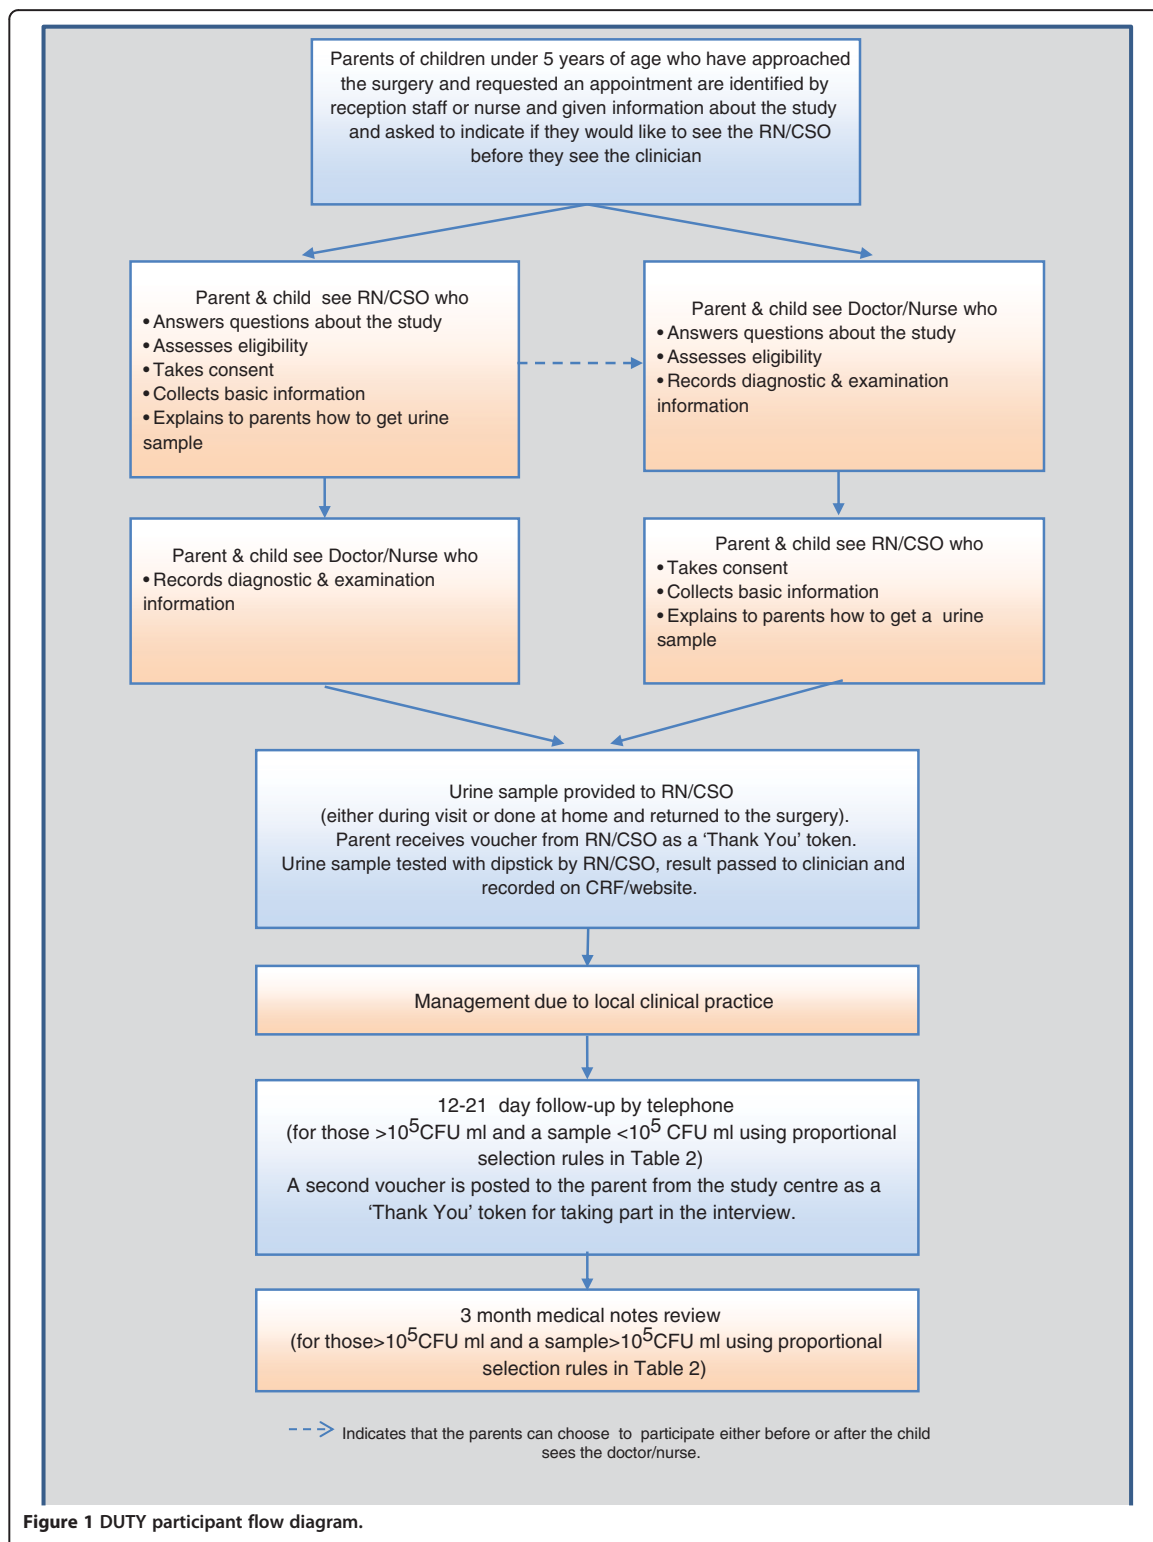 Parents of children under 5 years of age who have approached
the surgery and requested an appointment are identified by
reception staff or nurse and given information about the study
and asked to indicate if they would like to see the RN/CSO
before they see the clinician
Parent & child see RN/CSO who
• Answers questions about the study
• Assesses eligibility
• Takes consent
• Collects basic information
• Explains to parents how to get urine
sample
Parent & child see Doctor/Nurse who
• Answers questions about the study
• Assesses eligibility
• Records diagnostic & examination
information
Parent & child see Doctor/Nurse who
• Records diagnostic & examination
information
Parent & child see RN/CSO who
• Takes consent
• Collects basic information
• Explains to parents how to get a urine
sample
Urine sample provided to RN/CSO
(either during visit or done at home and returned to the surgery).
Parent receives voucher from RN/CSO as a ‘Thank You’ token.
Urine sample tested with dipstick by RN/CSO, result passed to clinician and
recorded on CRF/website.
Management due to local clinical practice
12-21 day follow-up by telephone
(for those >10⁵CFU ml and a sample <10⁵ CFU ml using proportional
selection rules in Table 2)
A second voucher is posted to the parent from the study centre as a
‘Thank You’ token for taking part in the interview.
3 month medical notes review
(for those>10⁵CFU ml and a sample>10⁵CFU ml using proportional
selection rules in Table 2)
Indicates that the parents can choose to participate either before or after the child
sees the doctor/nurse.
Figure 1 DUTY participant flow diagram.